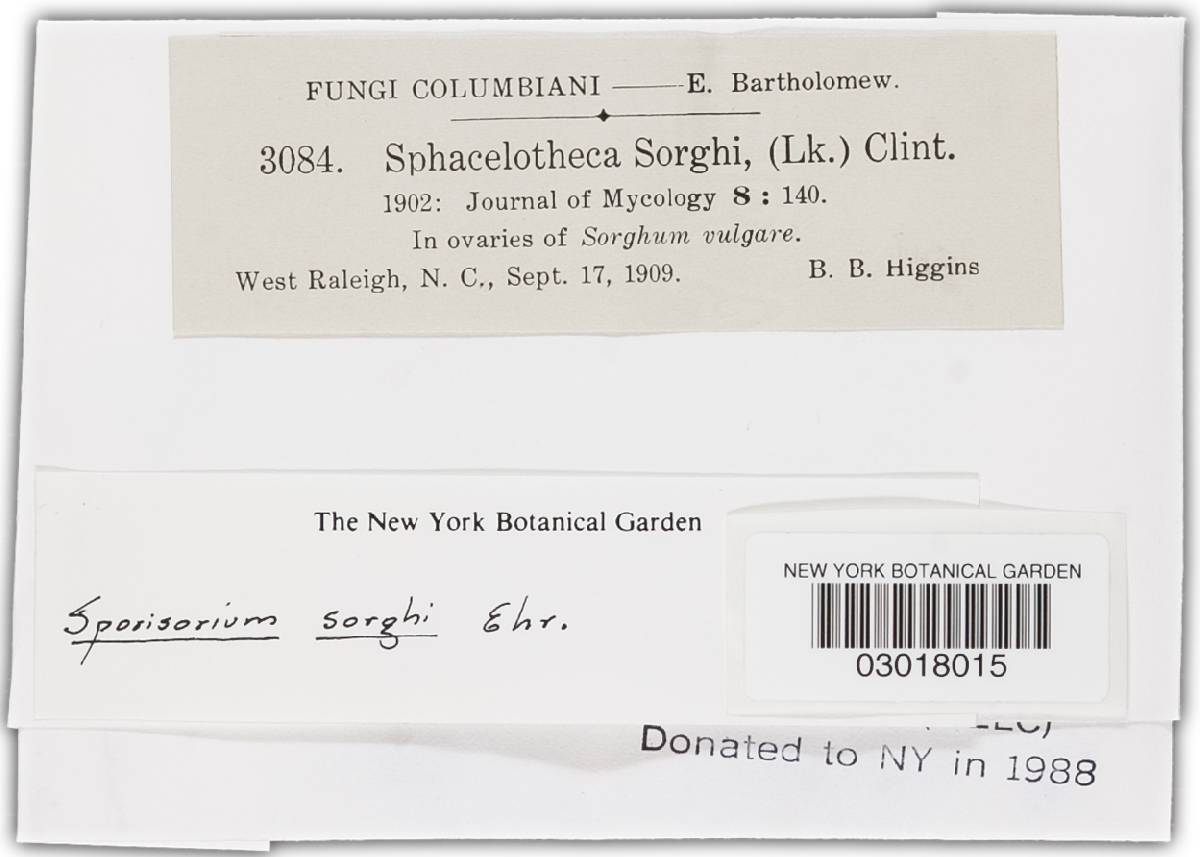 FUNGI COLUMBIANI ——— E. Bartholomew.
3084. Sphacelotheca Sorghi, (Lk.) Clint.
1902: Journal of Mycology 8 : 140.
In ovaries of Sorghum vulgare.
West Raleigh, N. C., Sept. 17, 1909. B. B. Higgins
The New York Botanical Garden
Sporisorium sorghi Ehr.
NEW YORK BOTANICAL GARDEN
03018015
Donated to NY in 1988